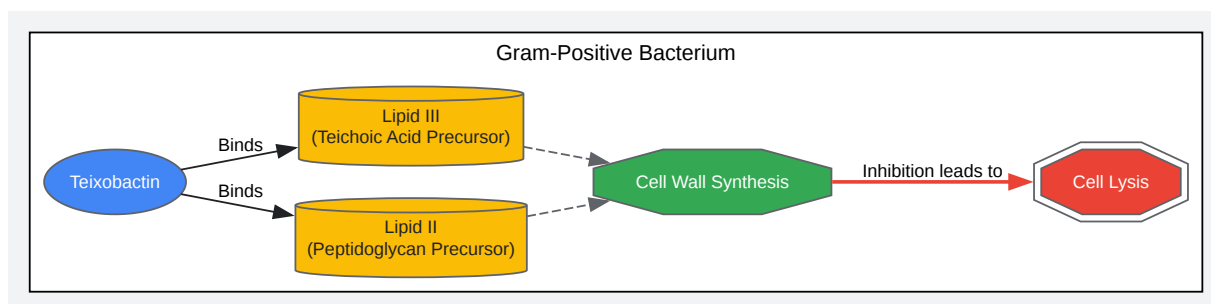 Gram-Positive Bacterium
Teixobactin
Binds
Binds
Lipid III
(Teichoic Acid Precursor)
Lipid II
(Peptidoglycan Precursor)
Cell Wall Synthesis
Inhibition leads to
Cell Lysis